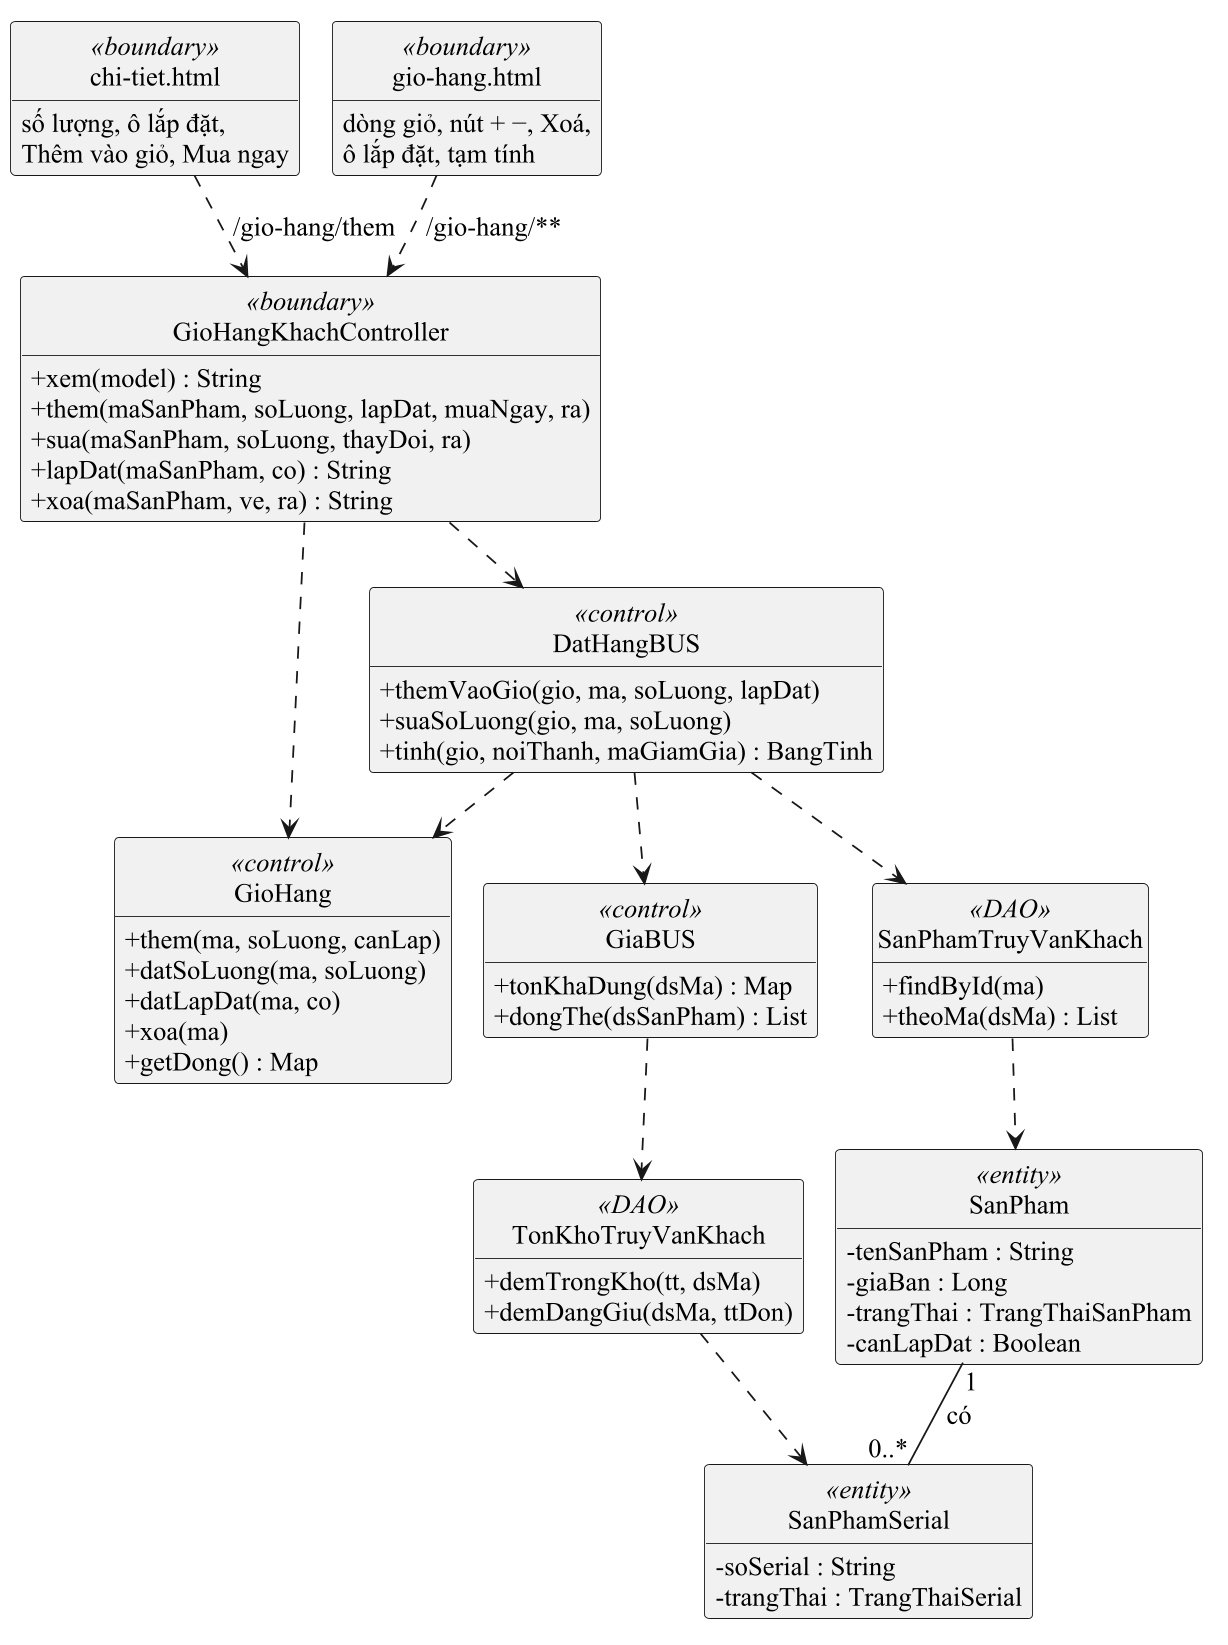 «boundary»
chi-tiet.html
số lượng, ô lắp đặt,
Thêm vào giỏ, Mua ngay
«boundary»
gio-hang.html
dòng giỏ, nút + −, Xoá,
ô lắp đặt, tạm tính
/gio-hang/them
/gio-hang/**
«boundary»
GioHangKhachController
+xem(model) : String
+them(maSanPham, soLuong, lapDat, muaNgay, ra)
+sua(maSanPham, soLuong, thayDoi, ra)
+lapDat(maSanPham, co) : String
+xoa(maSanPham, ve, ra) : String
«control»
DatHangBUS
+themVaoGio(gio, ma, soLuong, lapDat)
+suaSoLuong(gio, ma, soLuong)
+tinh(gio, noiThanh, maGiamGia) : BangTinh
«control»
GioHang
+them(ma, soLuong, canLap)
+datSoLuong(ma, soLuong)
+datLapDat(ma, co)
+xoa(ma)
+getDong() : Map
«control»
GiaBUS
+tonKhaDung(dsMa) : Map
+dongThe(dsSanPham) : List
«DAO»
SanPhamTruyVanKhach
+findById(ma)
+theoMa(dsMa) : List
«DAO»
TonKhoTruyVanKhach
+demTrongKho(tt, dsMa)
+demDangGiu(dsMa, ttDon)
«entity»
SanPham
-tenSanPham : String
-giaBan : Long
-trangThai : TrangThaiSanPham
-canLapDat : Boolean
1
có
0..*
«entity»
SanPhamSerial
-soSerial : String
-trangThai : TrangThaiSerial